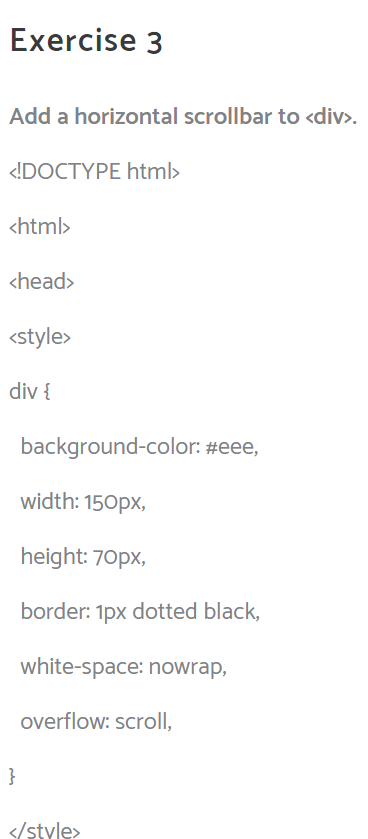 Exercise 3
Add a horizontal scrollbar to <div>.
<!DOCTYPE html>
<html>
<head>
<style>
div {
background-color: #eee,
width: 150px,
height: 70px,
border: 1px dotted black,
white-space: nowrap,
overflow: scroll,
}
</style>